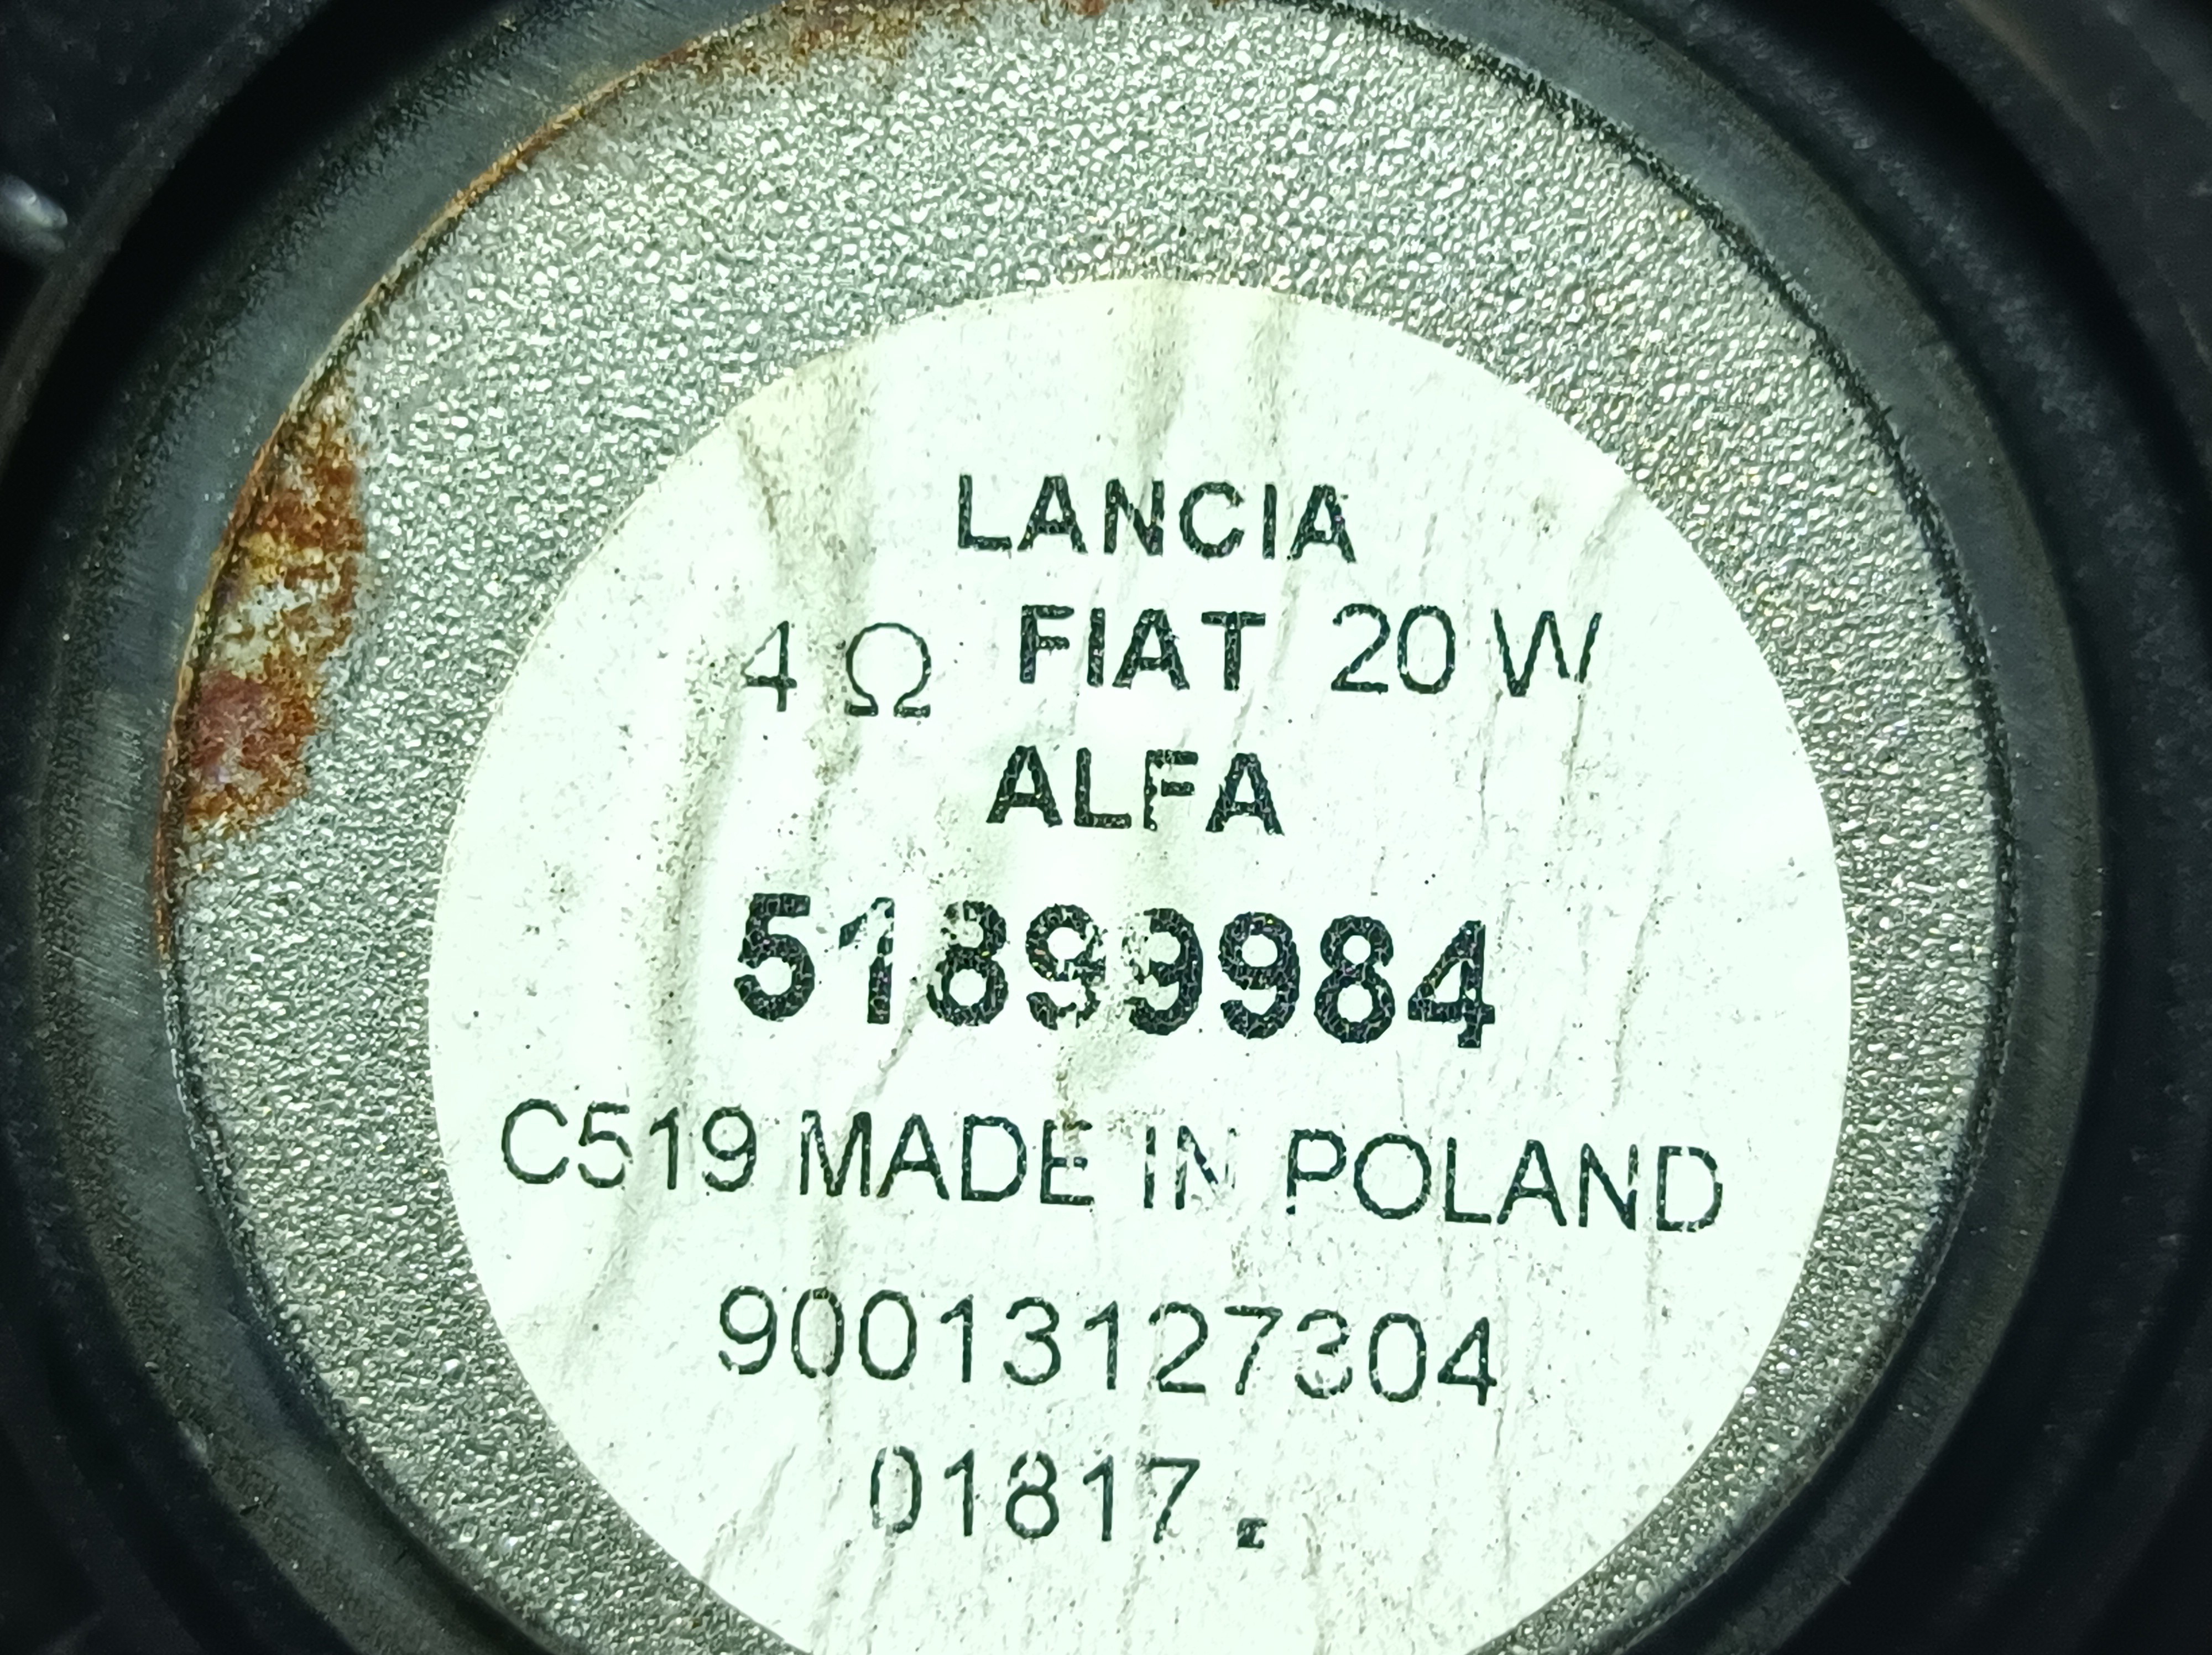 LANCIA
4 Ω FIAT 20 W
ALFA
51899984
C519 MADE IN POLAND
90013127304
01817.